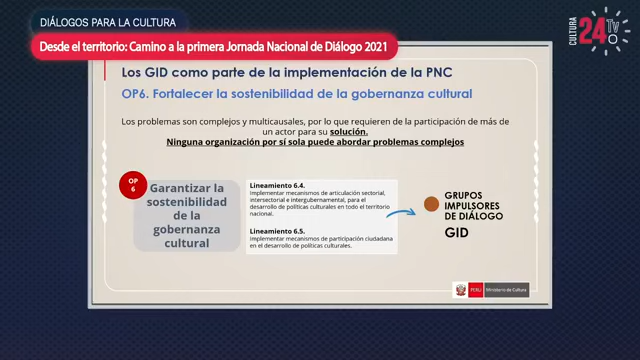 DIÁLOGOS PARA LA CULTURA
Desde el territorio: Camino a la primera Jornada Nacional de Diálogo 2021
CULTURA
24
TV
Los GID como parte de la implementación de la PNC
OP6. Fortalecer la sostenibilidad de la gobernanza cultural
Los problemas son complejos y multicausales, por lo que requieren de la participación de más de
un actor para su solución.
Ninguna organización por sí sola puede abordar problemas complejos
OP
6
Garantizar la
sostenibilidad
de la
gobernanza
cultural
Lineamiento 6.4.
Implementar mecanismos de articulación sectorial,
intersectorial e intergubernamental, para el
desarrollo de políticas culturales en todo el territorio
nacional.
Lineamiento 6.5.
Implementar mecanismos de participación ciudadana
en el desarrollo de políticas culturales.
GRUPOS
IMPULSORES
DE DIÁLOGO
GID
PERÚ
Ministerio de Cultura